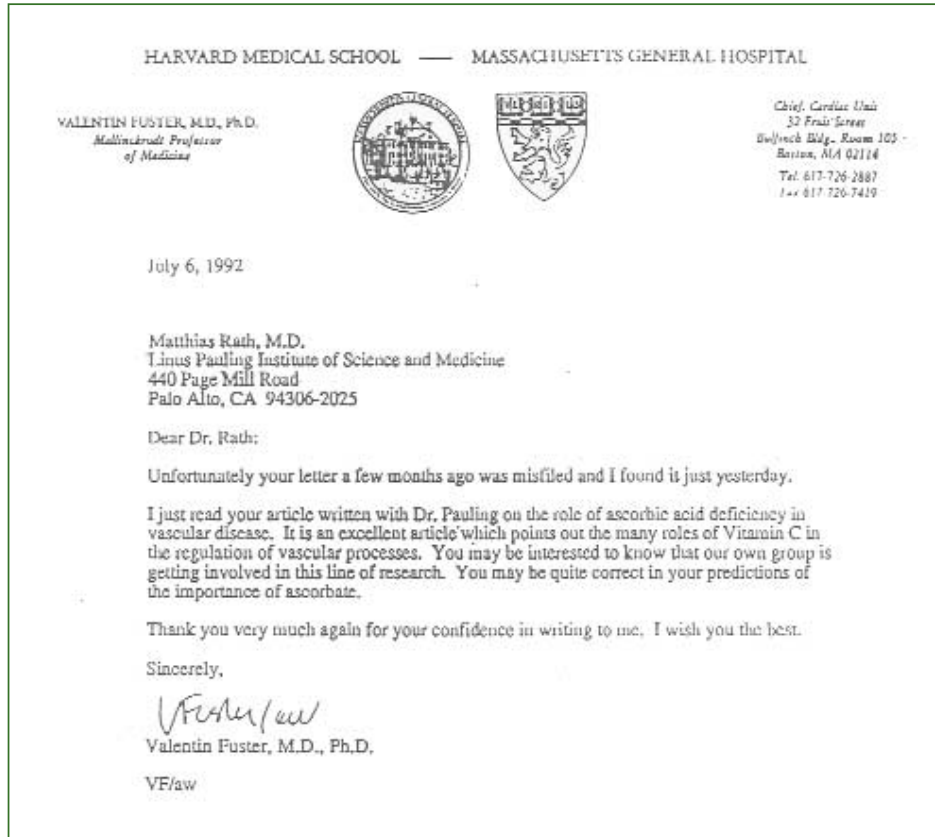 HARVARD MEDICAL SCHOOL — MASSACHUSETTS GENERAL HOSPITAL
VALENTIN FUSTER, M.D., Ph.D.
Mallinckrodt Professor
of Medicine
Chief, Cardiac Unit
32 Fruit Street
Bulfinch Bldg., Room 105 -
Boston, MA 02114
Tel. 617-726-2887
Fax 617-726-7419
July 6, 1992
Matthias Rath, M.D.
Linus Pauling Institute of Science and Medicine
440 Page Mill Road
Palo Alto, CA 94306-2025
Dear Dr. Rath:
Unfortunately your letter a few months ago was misfiled and I found it just yesterday.
I just read your article written with Dr. Pauling on the role of ascorbic acid deficiency in
vascular disease. It is an excellent article which points out the many roles of Vitamin C in
the regulation of vascular processes. You may be interested to know that our own group is
getting involved in this line of research. You may be quite correct in your predictions of
the importance of ascorbate.
Thank you very much again for your confidence in writing to me. I wish you the best.
Sincerely,
VFuster/aw
Valentin Fuster, M.D., Ph.D.
VF/aw